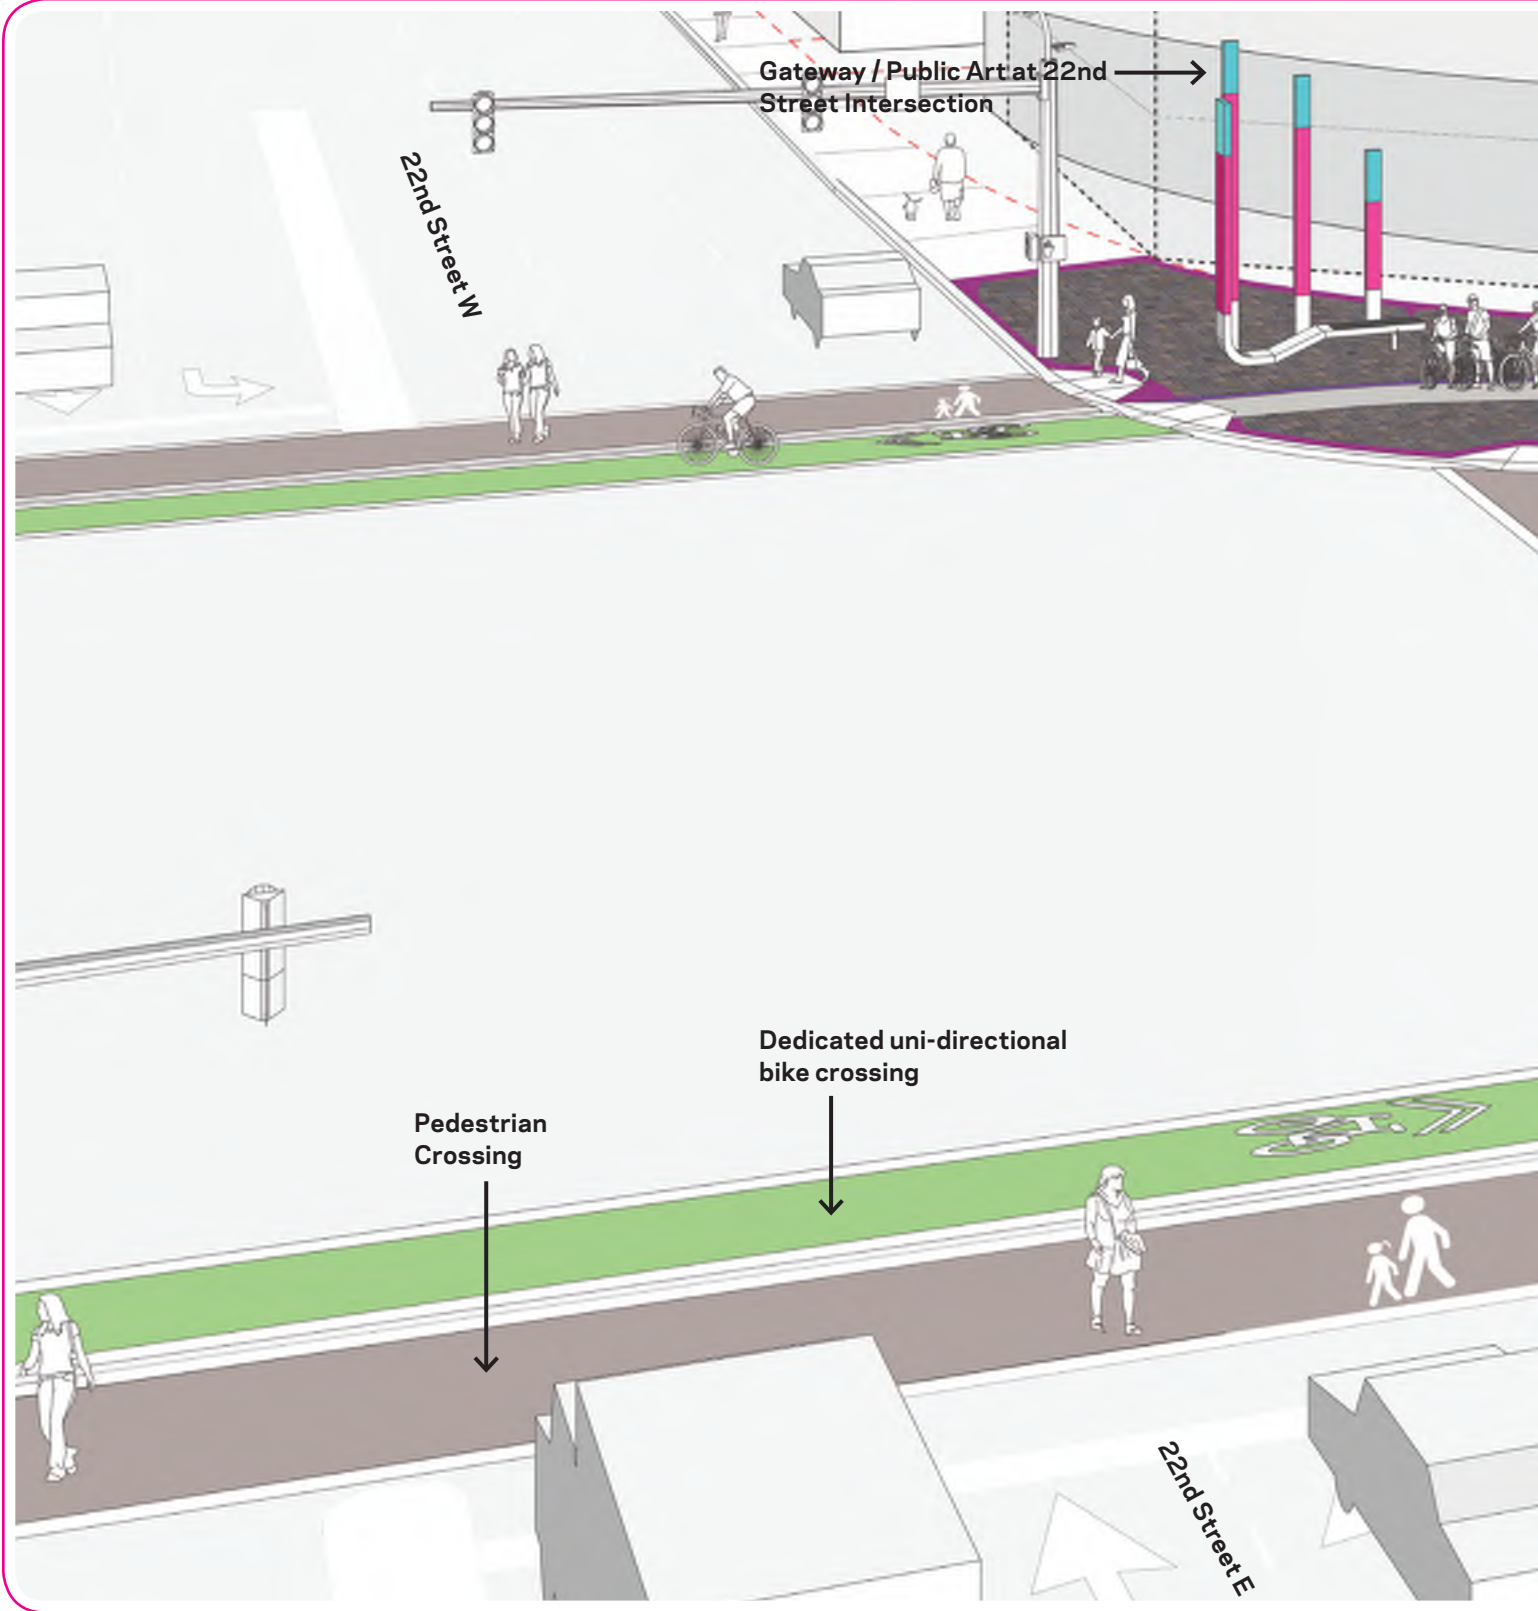 Gateway / Public Art at 22nd
Street Intersection
22nd Street W
Dedicated uni-directional
bike crossing
Pedestrian
Crossing
22nd Street E